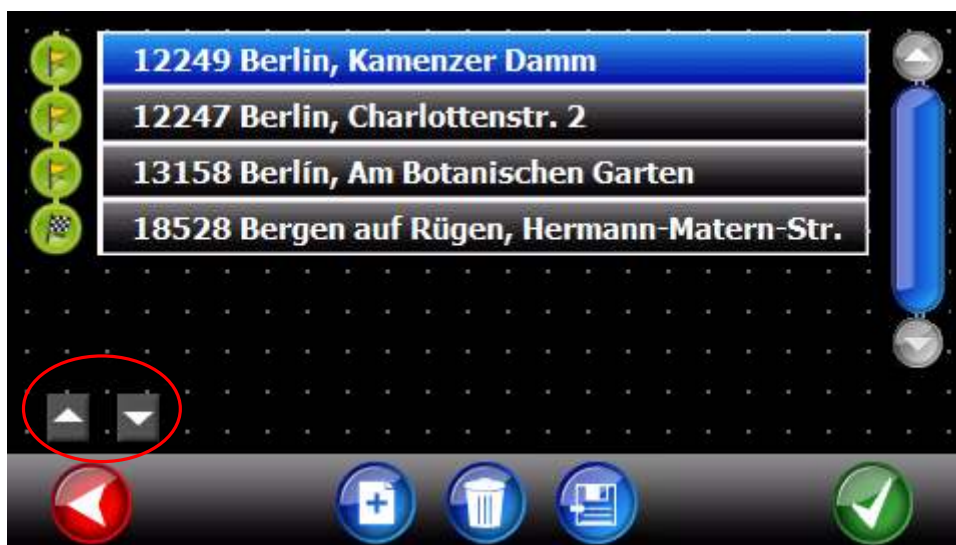 12249 Berlin, Kamenzer Damm
12247 Berlin, Charlottenstr. 2
13158 Berlín, Am Botanischen Garten
18528 Bergen auf Rügen, Hermann-Matern-Str.